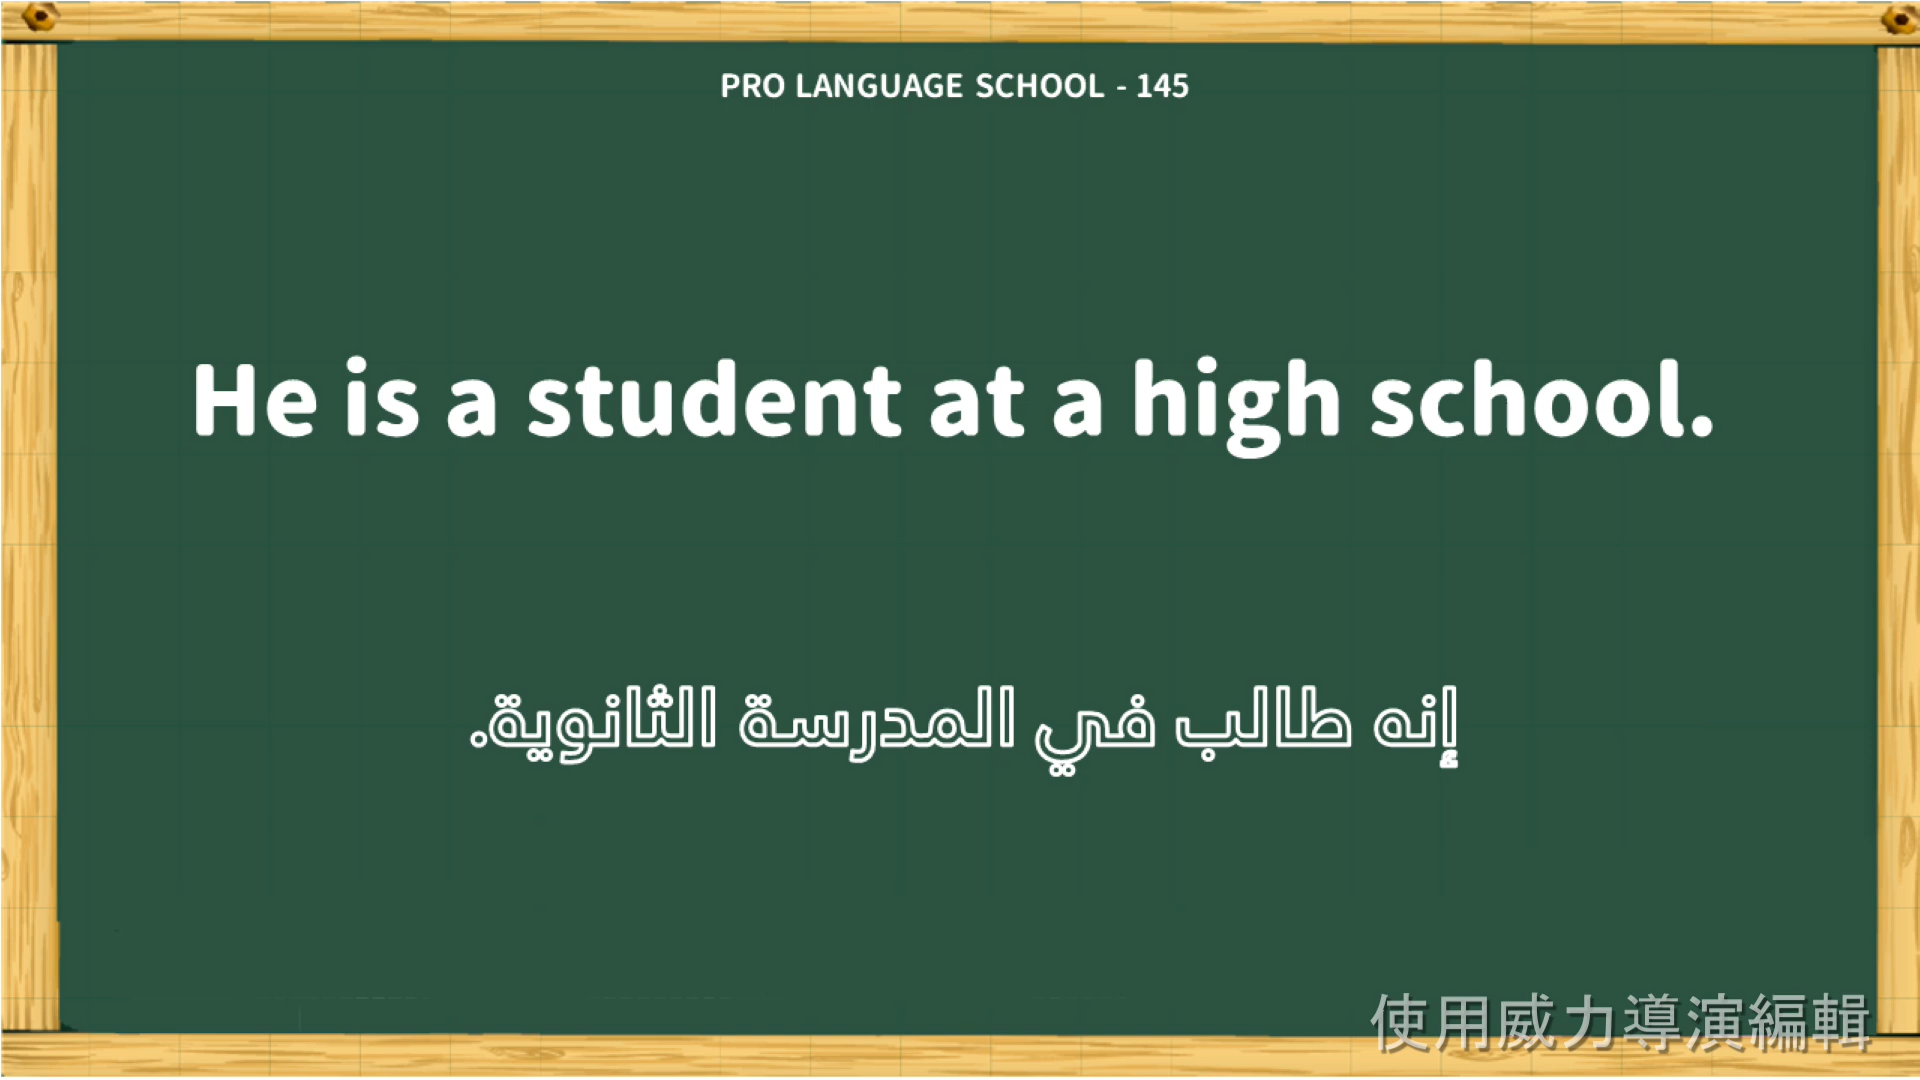 PRO LANGUAGE SCHOOL - 145
He is a student at a high school.
إنه طالب في المدرسة الثانوية.
使用威力導演編輯